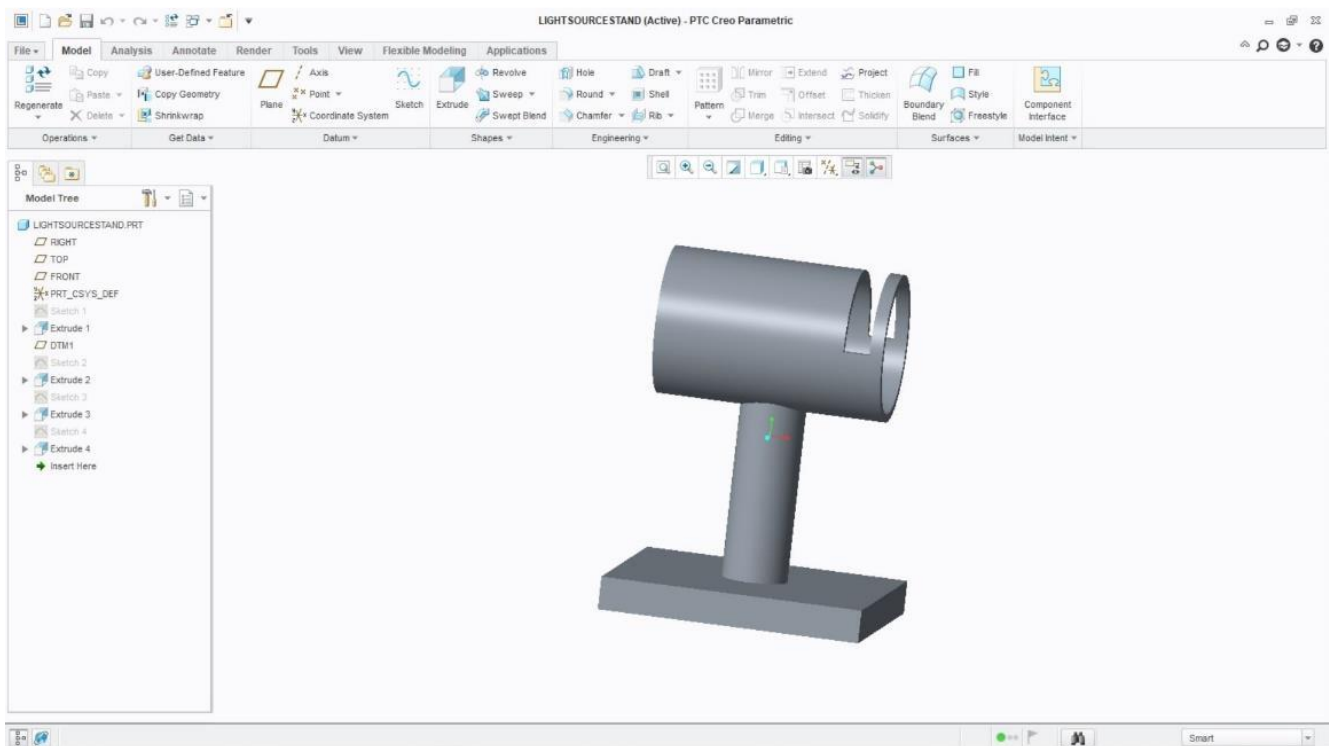 LIGHTSOURCESTAND (Active) - PTC Creo Parametric
File Model Analysis Annotate Render Tools View Flexible Modeling Applications
Regenerate
Copy
Paste
Delete
Operations
User-Defined Feature
Copy Geometry
Shrinkwrap
Get Data
Plane
Axis
Point
Coordinate System
Sketch
Datum
Extrude
Revolve
Sweep
Swept Blend
Shapes
Hole
Round
Chamfer
Draft
Shell
Rib
Engineering
Pattern
Mirror
Trim
Merge
Extend
Offset
Intersect
Project
Thicken
Solidify
Editing
Boundary Blend
Fill
Style
Freestyle
Surfaces
Component Interface
Model Intent
Model Tree
LIGHTSOURCESTAND.PRT
RIGHT
TOP
FRONT
PRT_CSYS_DEF
Sketch 1
Extrude 1
DTM1
Sketch 2
Extrude 2
Sketch 3
Extrude 3
Sketch 4
Extrude 4
Insert Here
Smart